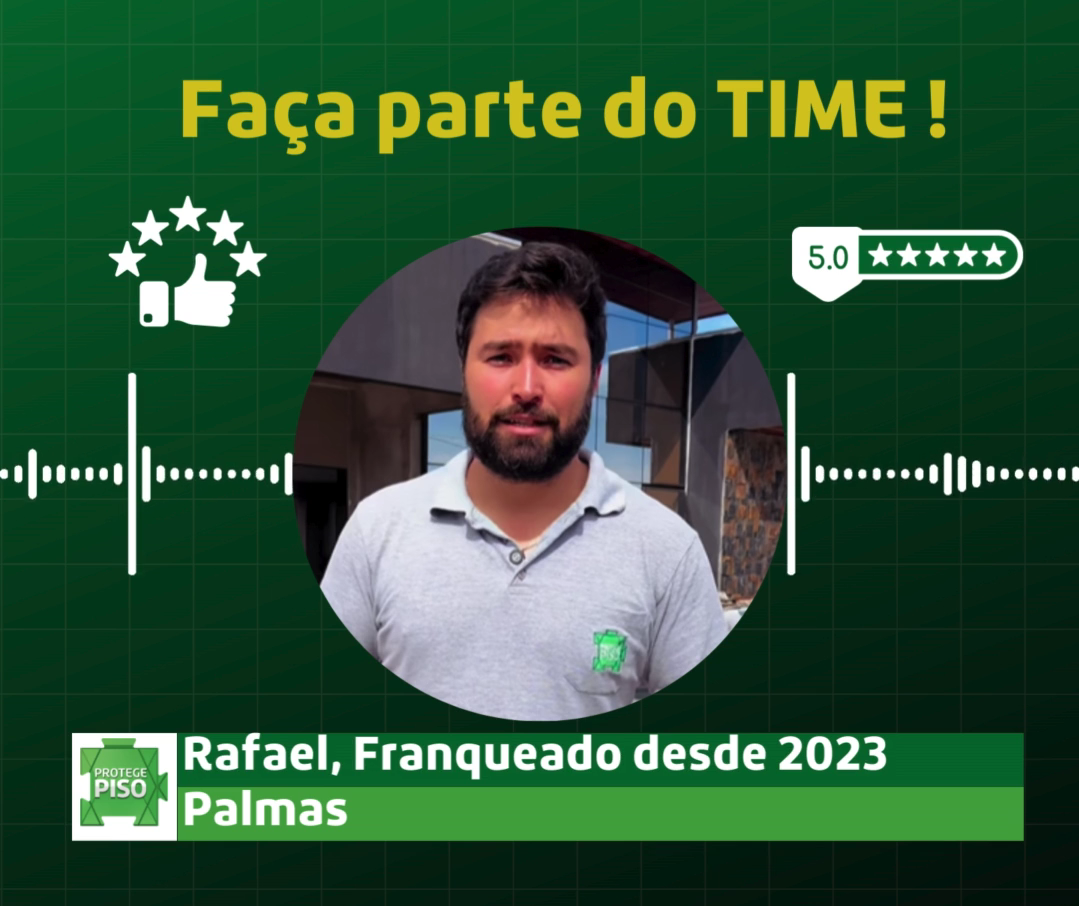 Faça parte do TIME !
5.0
PROTEGE
PISO
Rafael, Franqueado desde 2023
Palmas